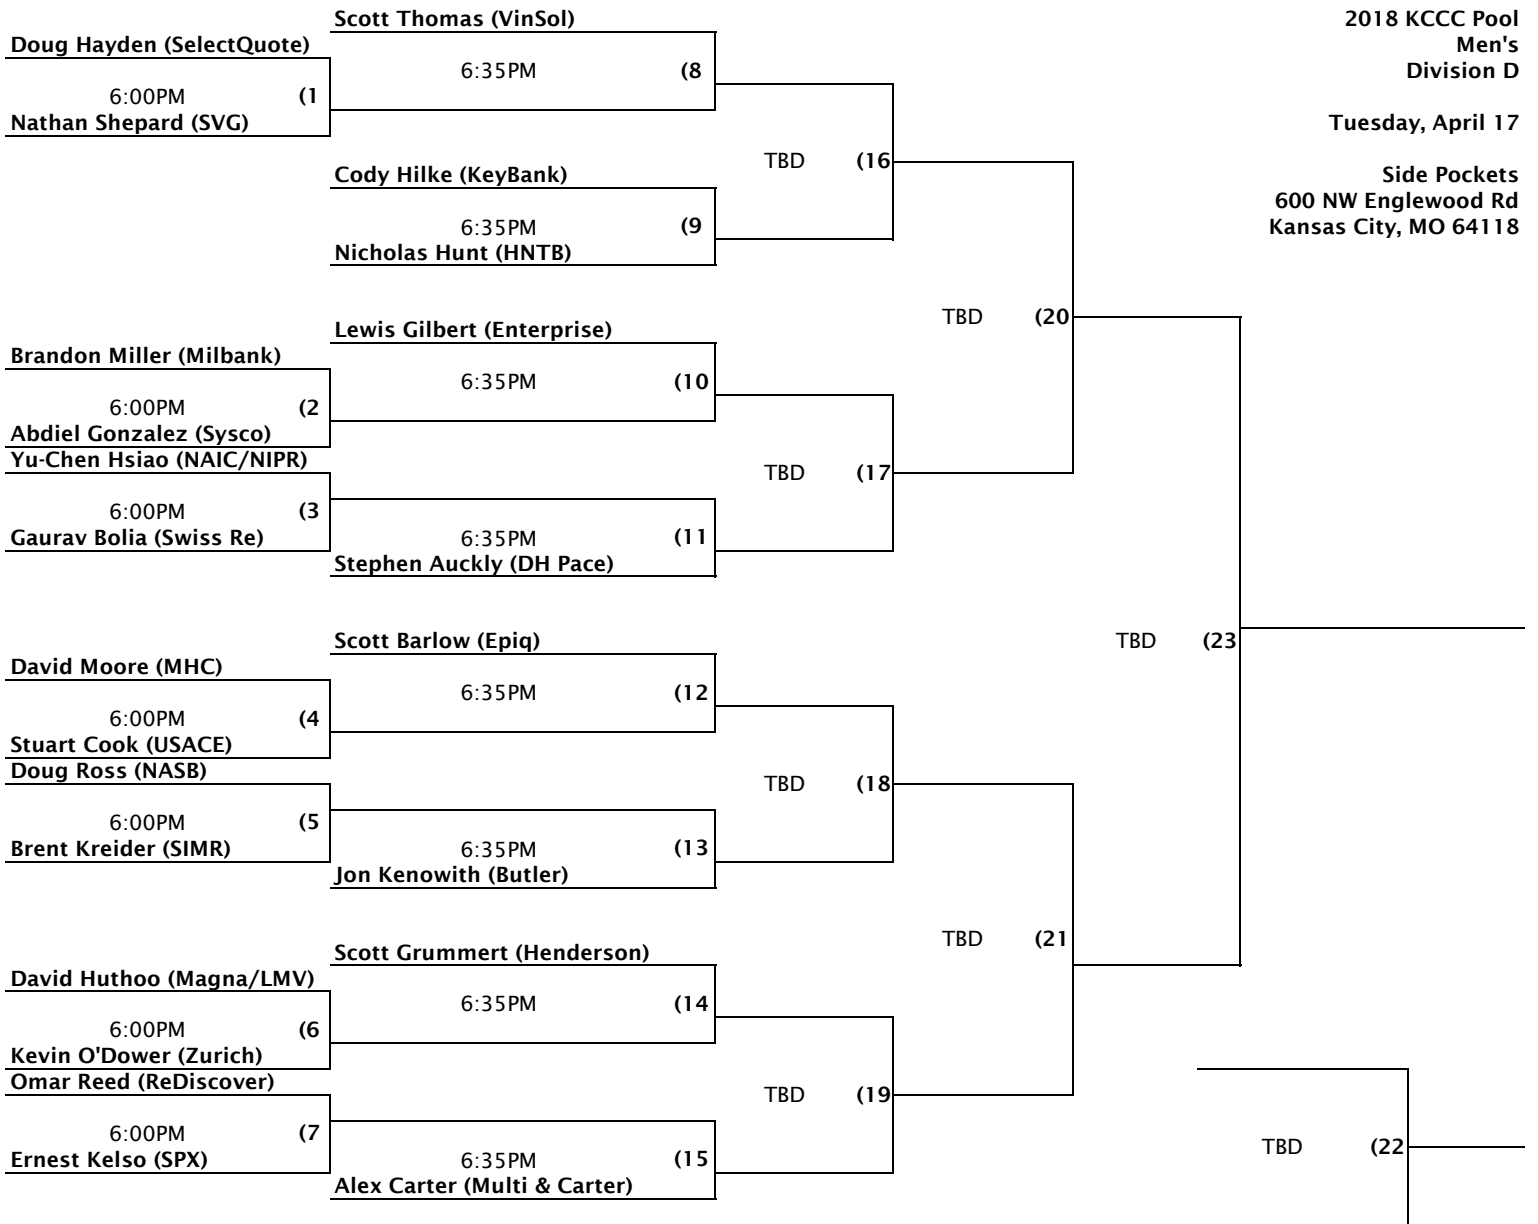 Scott Thomas (VinSol)
2018 KCCC Pool
Men's
Division D
Tuesday, April 17
Side Pockets
600 NW Englewood Rd
Kansas City, MO 64118
Doug Hayden (SelectQuote)
6:00PM (1
Nathan Shepard (SVG)
6:35PM (8
Cody Hilke (KeyBank)
6:35PM (9
Nicholas Hunt (HNTB)
TBD (16
Lewis Gilbert (Enterprise)
Brandon Miller (Milbank)
6:00PM (2
Abdiel Gonzalez (Sysco)
6:35PM (10
Yu-Chen Hsiao (NAIC/NIPR)
6:00PM (3
Gaurav Bolia (Swiss Re)
6:35PM (11
Stephen Auckly (DH Pace)
TBD (17
TBD (20
Scott Barlow (Epiq)
David Moore (MHC)
6:00PM (4
Stuart Cook (USACE)
6:35PM (12
Doug Ross (NASB)
6:00PM (5
Brent Kreider (SIMR)
6:35PM (13
Jon Kenowith (Butler)
TBD (18
TBD (23
Scott Grummert (Henderson)
David Huthoo (Magna/LMV)
6:00PM (6
Kevin O'Dower (Zurich)
6:35PM (14
Omar Reed (ReDiscover)
6:00PM (7
Ernest Kelso (SPX)
6:35PM (15
Alex Carter (Multi & Carter)
TBD (19
TBD (21
TBD (22